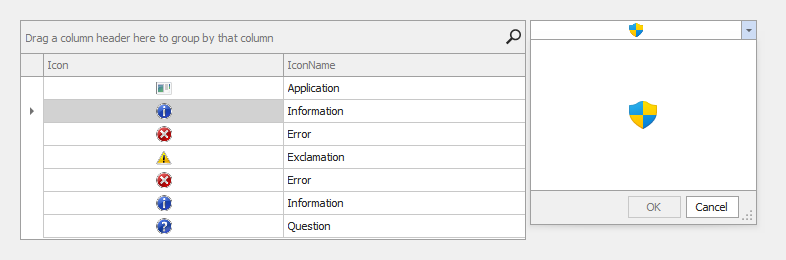 Drag a column header here to group by that column
Icon IconName
Application
Information
Error
Exclamation
Error
Information
Question
OK Cancel